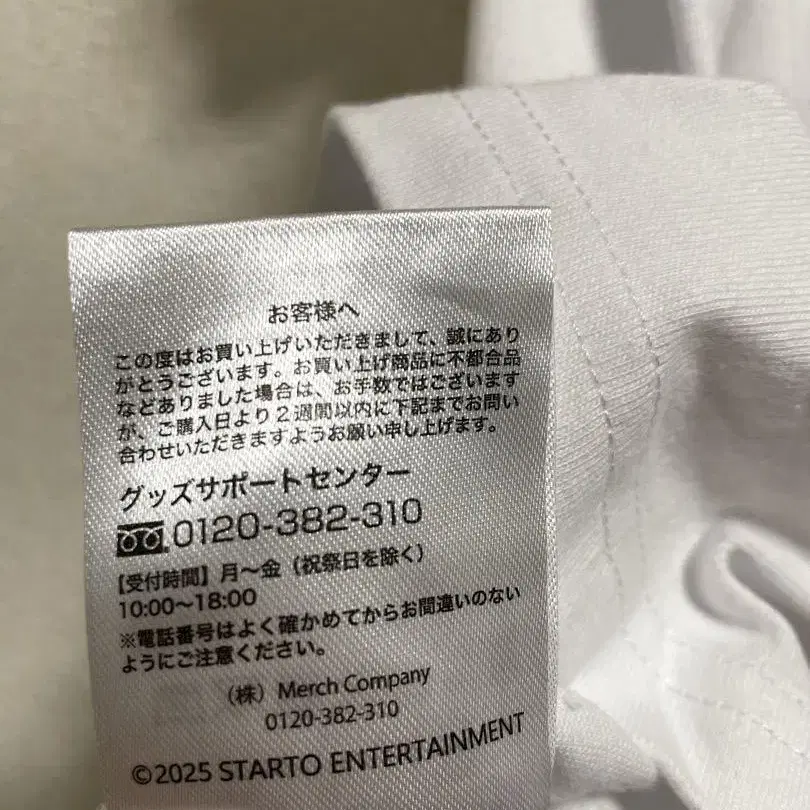 お客様へ
この度はお買い上げいただきまして、誠にあり
がとうございます。お買い上げ商品に不都合品
などありました場合は、お手数ではございます
が、ご購入日より2週間以内に下記までお問い
合わせいただきますようお願い申し上げます。
グッズサポートセンター
0120-382-310
【受付時間】月～金（祝祭日を除く）
10:00～18:00
※電話番号はよく確かめてからお間違いのない
ようにご注意ください。
（株）Merch Company
0120-382-310
©2025 STARTO ENTERTAINMENT